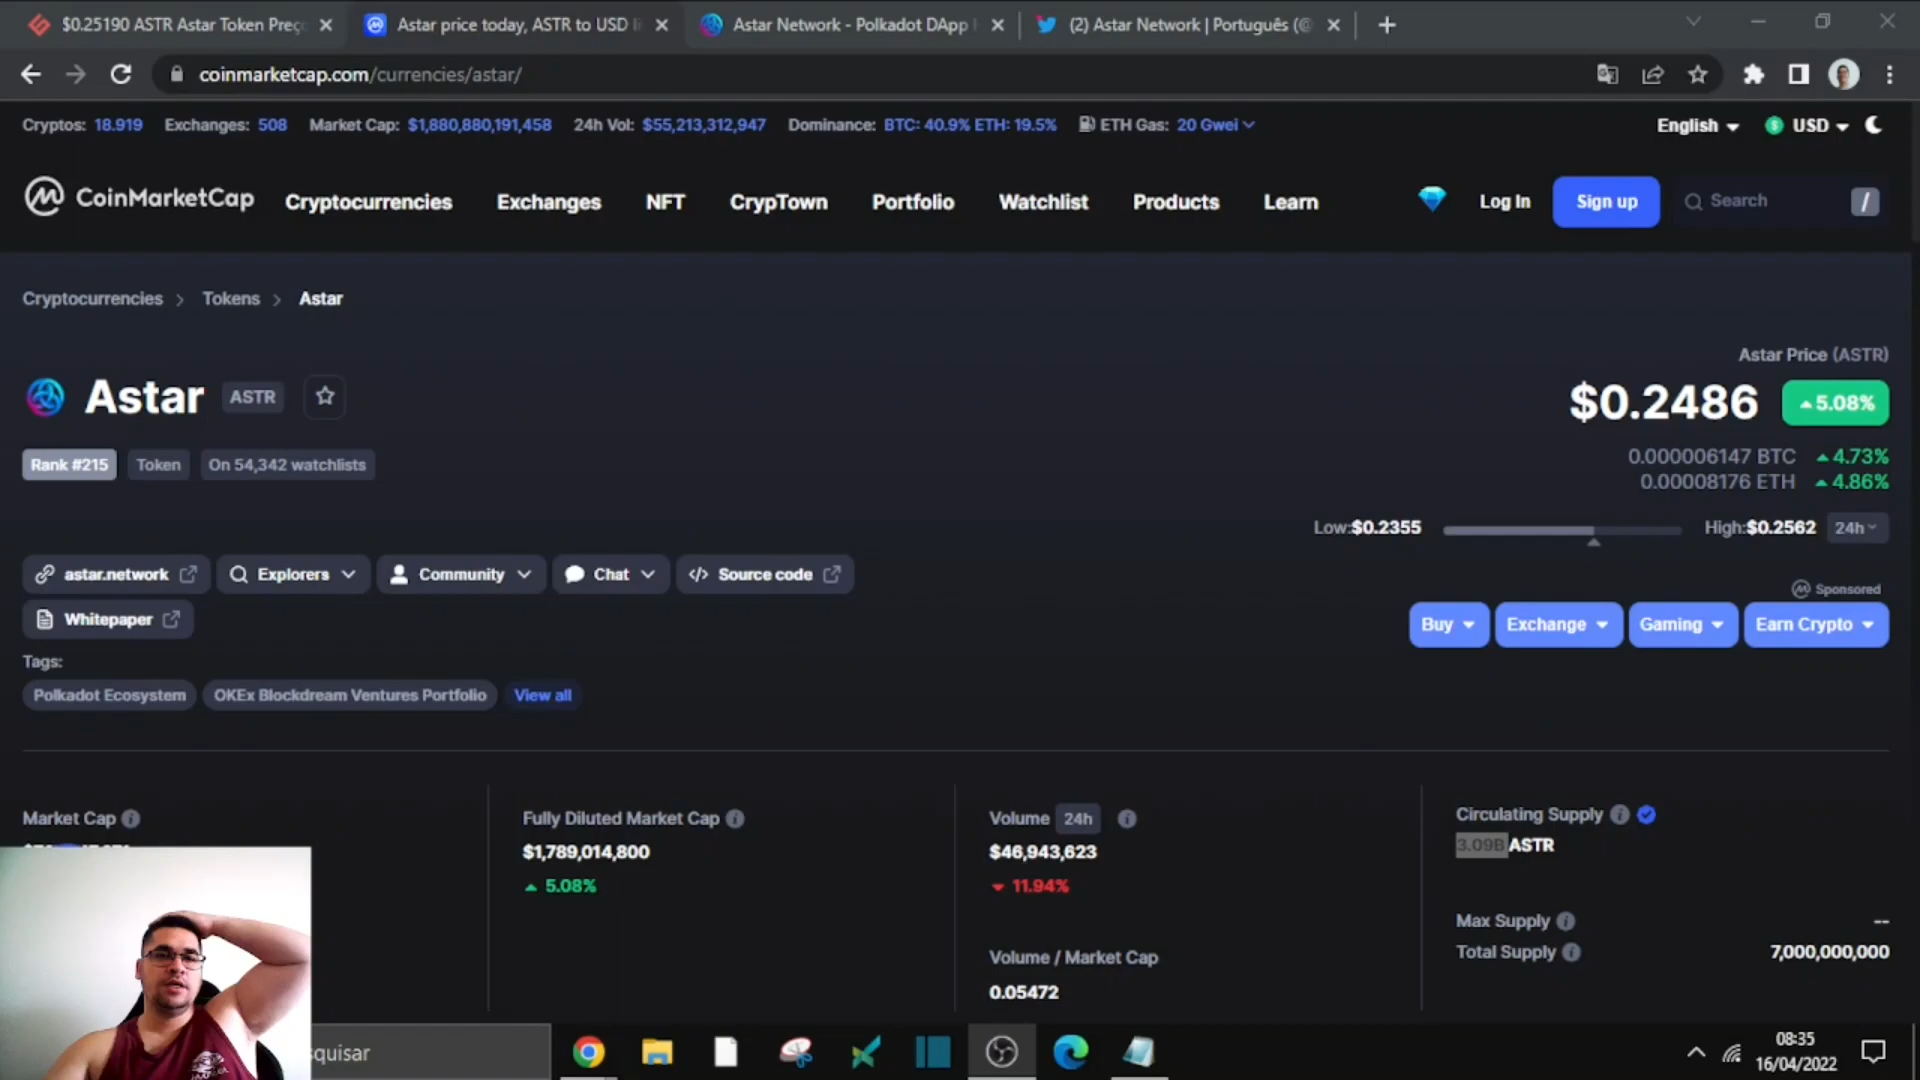 $0.25190 ASTR Astar Token Preç
Astar price today, ASTR to USD li
Astar Network - Polkadot DApp
(2) Astar Network | Português (@
coinmarketcap.com/currencies/astar/
Cryptos: 18.919 Exchanges: 508 Market Cap: $1,880,880,191,458 24h Vol: $55,213,312,947 Dominance: BTC: 40.9% ETH: 19.5% ETH Gas: 20 Gwei
English USD
CoinMarketCap Cryptocurrencies Exchanges NFT CrypTown Portfolio Watchlist Products Learn Log In Sign up Search /
Cryptocurrencies > Tokens > Astar
Astar Price (ASTR)
Astar ASTR
$0.2486 5.08%
Rank #215 Token On 54,342 watchlists
0.000006147 BTC 4.73%
0.00008176 ETH 4.86%
Low:$0.2355 High:$0.2562 24h
astar.network Explorers Community Chat </> Source code
Sponsored
Whitepaper
Buy Exchange Gaming Earn Crypto
Tags:
Polkadot Ecosystem OKEx Blockdream Ventures Portfolio View all
Market Cap
Fully Diluted Market Cap
$1,789,014,800
5.08%
Volume 24h
$46,943,623
11.94%
Volume / Market Cap
0.05472
Circulating Supply
3.09B ASTR
Max Supply --
Total Supply 7,000,000,000
squisar
08:35
16/04/2022